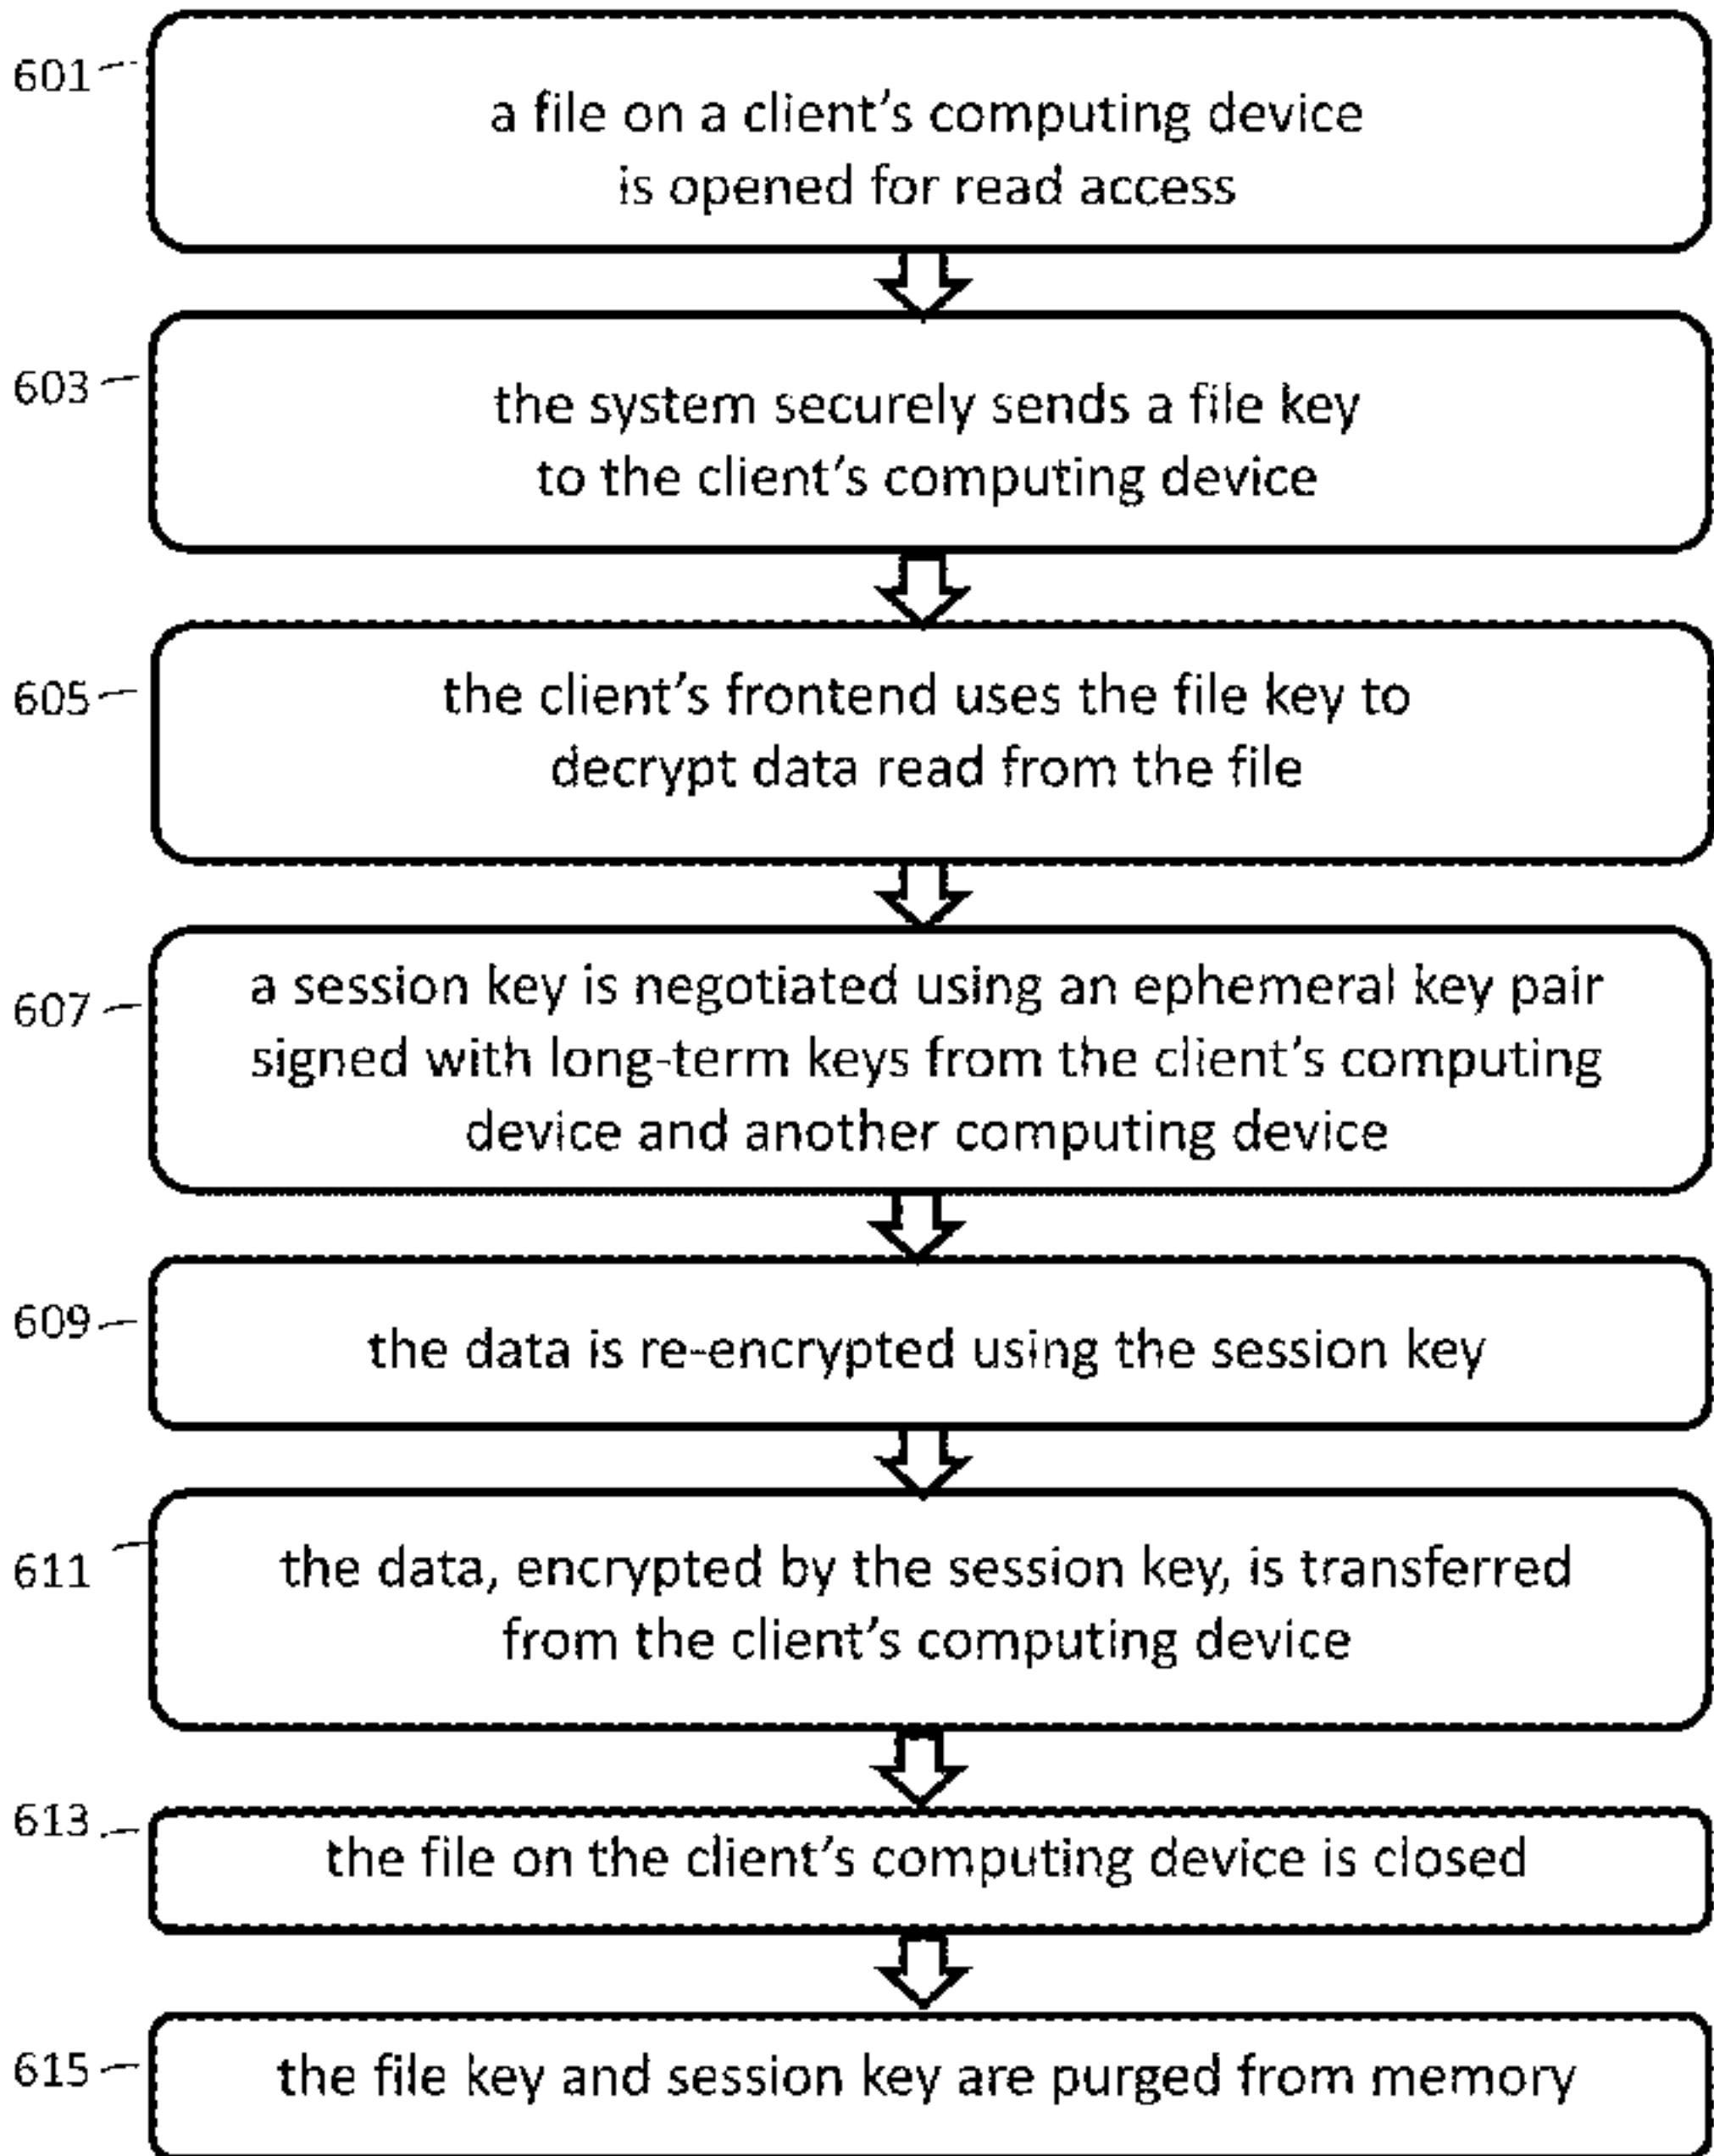 601
a file on a client's computing device
is opened for read access
603
the system securely sends a file key
to the client's computing device
605
the client's frontend uses the file key to
decrypt data read from the file
607
a session key is negotiated using an ephemeral key pair
signed with long-term keys from the client's computing
device and another computing device
609
the data is re-encrypted using the session key
611
the data, encrypted by the session key, is transferred
from the client's computing device
613
the file on the client's computing device is closed
615
the file key and session key are purged from memory